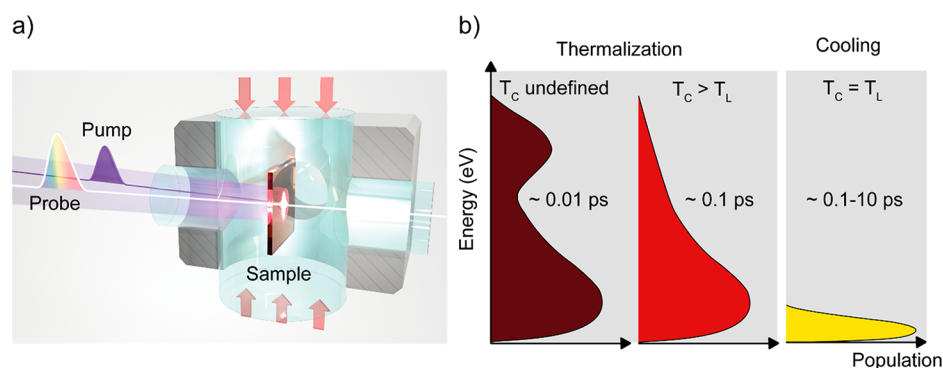 a)
Pump
Probe
Sample
b)
Thermalization
Cooling
T_C undefined
T_C > T_L
T_C = T_L
Energy (eV)
~ 0.01 ps
~ 0.1 ps
~ 0.1-10 ps
Population